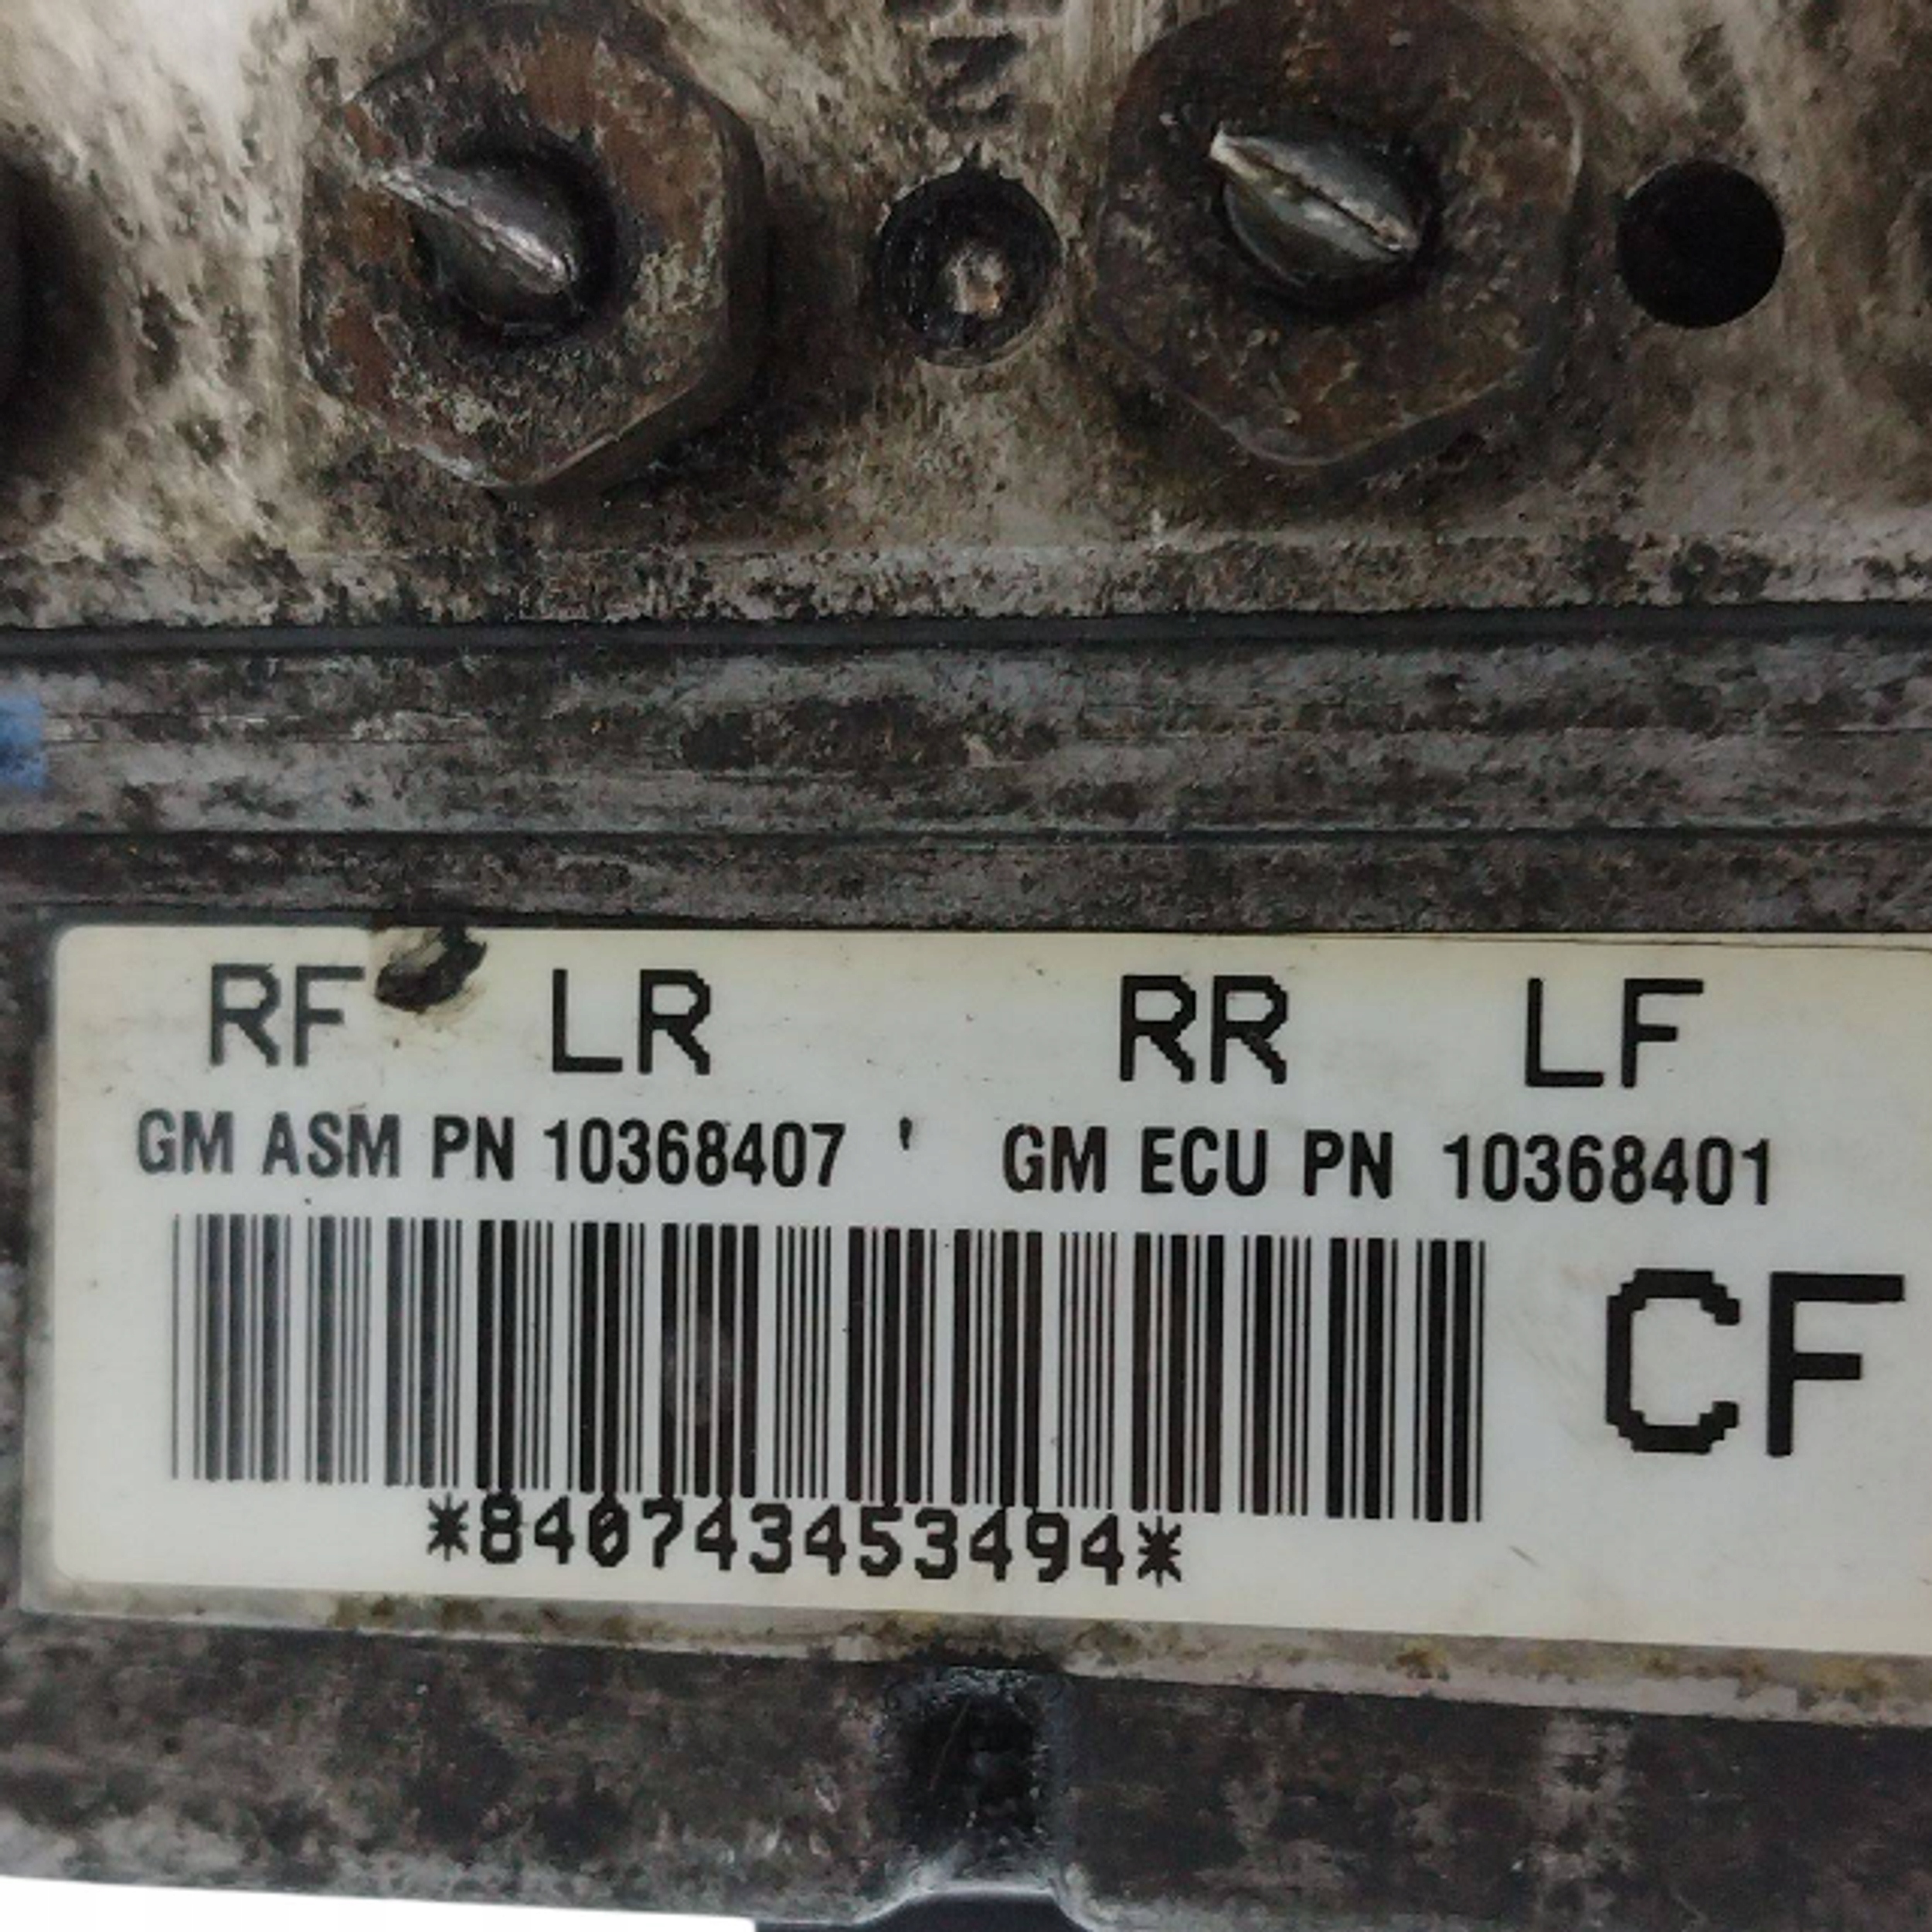 RF LR RR LF
GM ASM PN 10368407 GM ECU PN 10368401
CF
*840743453494*